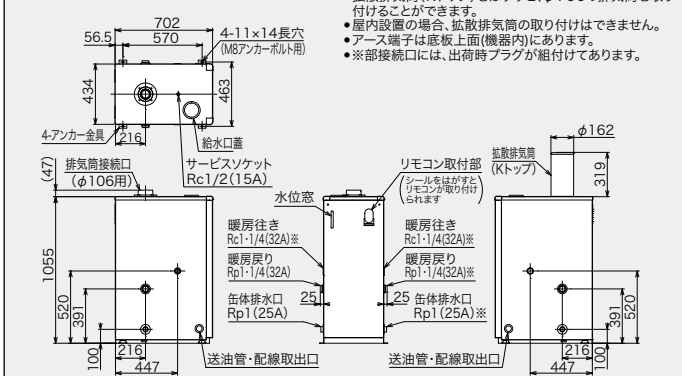 付けることができます。
●屋内設置の場合、拡散排気筒の取り付けはできません。
●アース端子は底板上面(機器内)にあります。
●※部接続口には、出荷時プラグが組付けてあります。
702
56.5
570
4-11×14長穴
(M8アンカーボルト用)
434
463
4-アンカー金具
216
給水口蓋
サービスソケット
Rc1/2(15A)
(47)
排気筒接続口
(φ106用)
水位窓
リモコン取付部
(シールをはがすと
リモコンが取り付け
られます)
拡散排気筒
(Kトップ)
φ162
319
暖房往き
Rc1・1/4(32A)※
暖房戻り
Rp1・1/4(32A)
缶体排水口
Rp1(25A)
25
25
暖房往き
Rc1・1/4(32A)※
暖房戻り
Rp1・1/4(32A)※
缶体排水口
Rp1(25A)※
1055
520
391
100
216
447
送油管・配線取出口
送油管・配線取出口
216
447
100
391
520